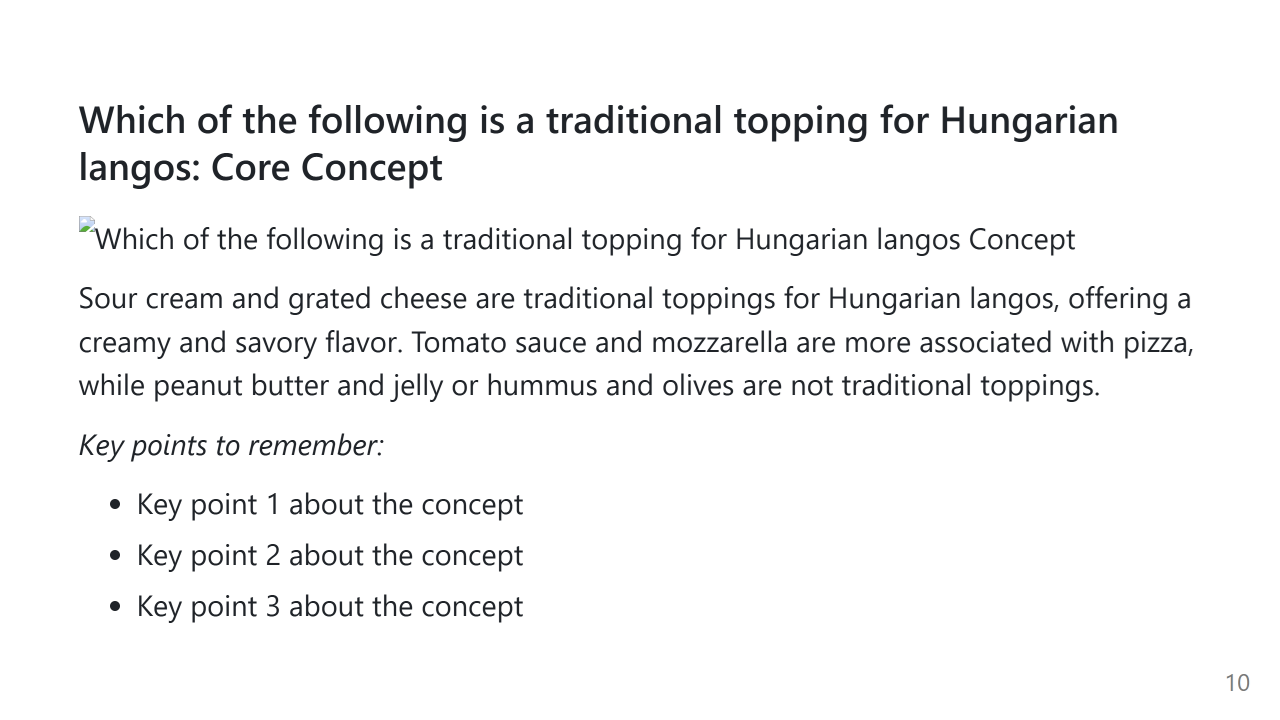 Which of the following is a traditional topping for Hungarian
langos: Core Concept
Which of the following is a traditional topping for Hungarian langos Concept
Sour cream and grated cheese are traditional toppings for Hungarian langos, offering a
creamy and savory flavor. Tomato sauce and mozzarella are more associated with pizza,
while peanut butter and jelly or hummus and olives are not traditional toppings.
Key points to remember:
• Key point 1 about the concept
• Key point 2 about the concept
• Key point 3 about the concept
10